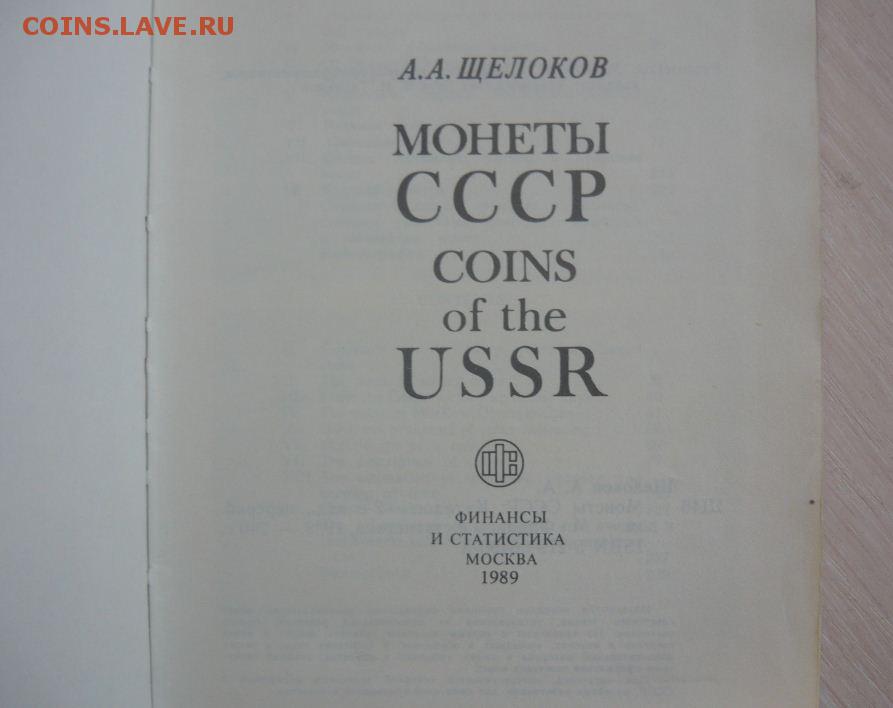 COINS.LAVE.RU
А.А. ЩЕЛОКОВ
МОНЕТЫ
СССР
COINS
of the
USSR
ФИНАНСЫ
И СТАТИСТИКА
МОСКВА
1989